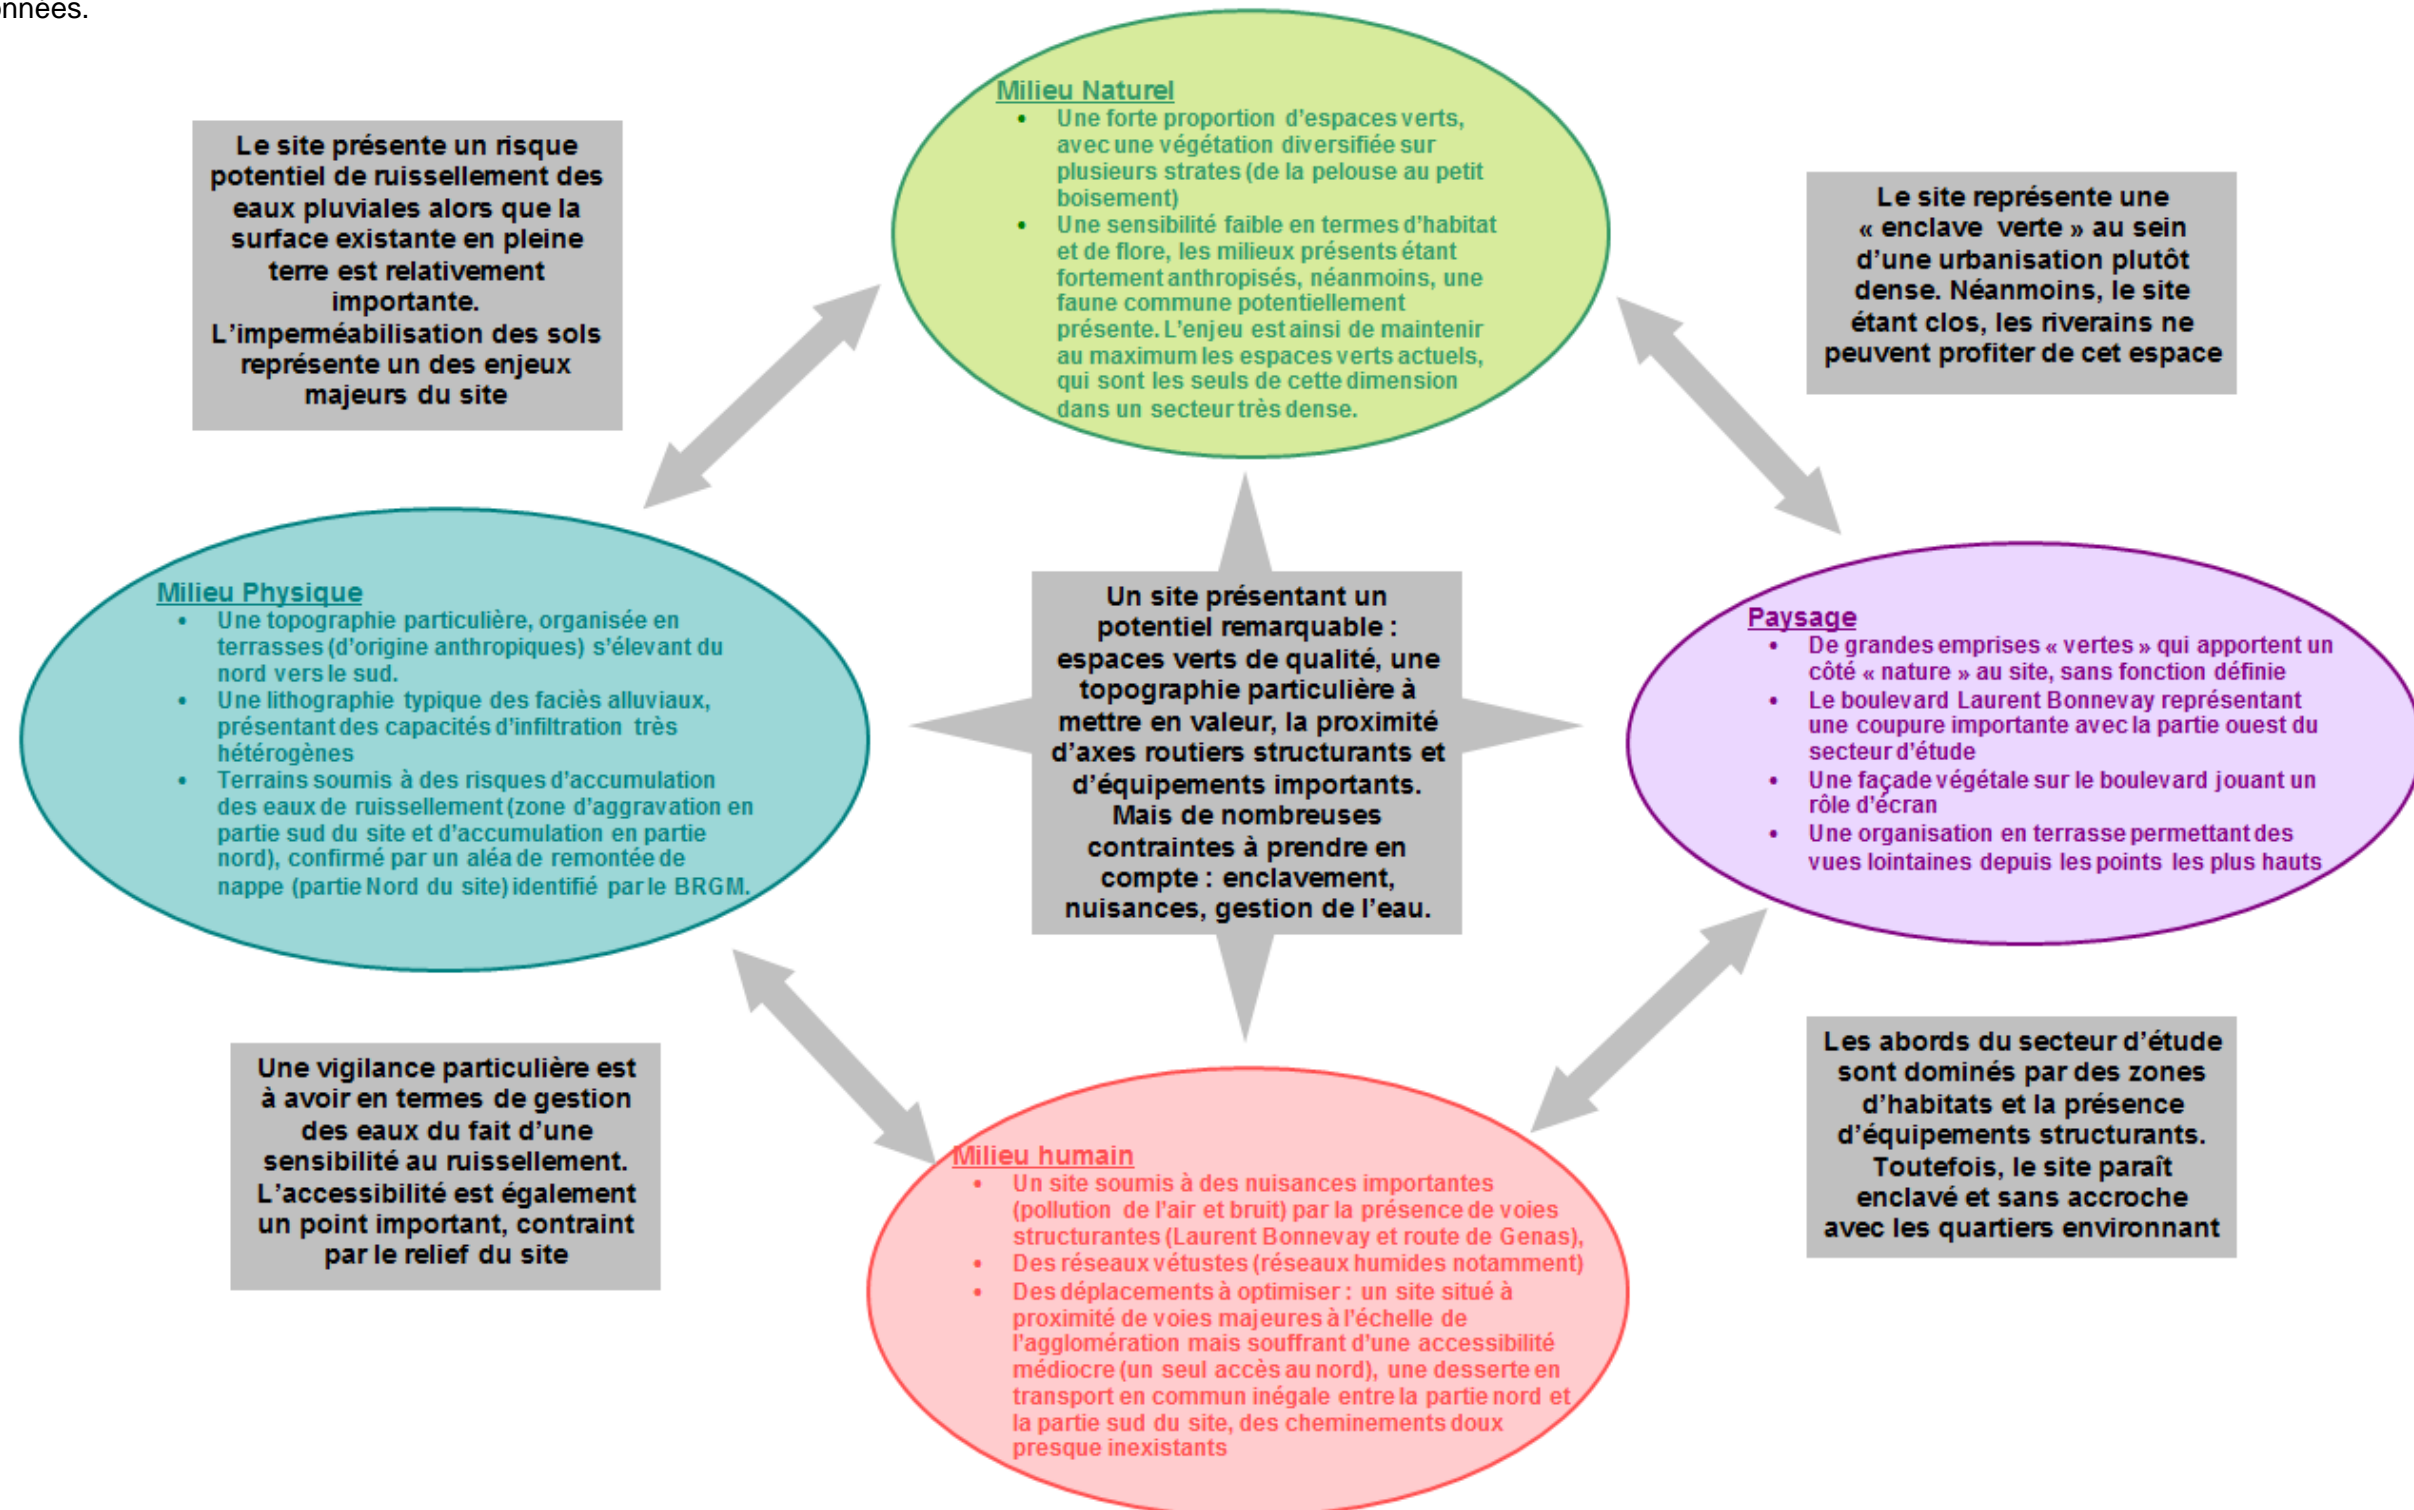 onnées.
Milieu Naturel
• Une forte proportion d'espaces verts,
avec une végétation diversifiée sur
plusieurs strates (de la pelouse au petit
boisement)
• Une sensibilité faible en termes d'habitat
et de flore, les milieux présents étant
fortement anthropisés, néanmoins, une
faune commune potentiellement
présente. L'enjeu est ainsi de maintenir
au maximum les espaces verts actuels,
qui sont les seuls de cette dimension
dans un secteur très dense.
Le site présente un risque
potentiel de ruissellement des
eaux pluviales alors que la
surface existante en pleine
terre est relativement
importante.
L'imperméabilisation des sols
représente un des enjeux
majeurs du site
Le site représente une
« enclave verte » au sein
d'une urbanisation plutôt
dense. Néanmoins, le site
étant clos, les riverains ne
peuvent profiter de cet espace
Milieu Physique
• Une topographie particulière, organisée en
terrasses (d'origine anthropiques) s'élevant du
nord vers le sud.
• Une lithographie typique des faciès alluviaux,
présentant des capacités d'infiltration très
hétérogènes
• Terrains soumis à des risques d'accumulation
des eaux de ruissellement (zone d'aggravation en
partie sud du site et d'accumulation en partie
nord), confirmé par un aléa de remontée de
nappe (partie Nord du site) identifié par le BRGM.
Un site présentant un
potentiel remarquable :
espaces verts de qualité, une
topographie particulière à
mettre en valeur, la proximité
d'axes routiers structurants et
d'équipements importants.
Mais de nombreuses
contraintes à prendre en
compte : enclavement,
nuisances, gestion de l'eau.
Paysage
• De grandes emprises « vertes » qui apportent un
côté « nature » au site, sans fonction définie
• Le boulevard Laurent Bonnevay représentant
une coupure importante avec la partie ouest du
secteur d'étude
• Une façade végétale sur le boulevard jouant un
rôle d'écran
• Une organisation en terrasse permettant des
vues lointaines depuis les points les plus hauts
Une vigilance particulière est
à avoir en termes de gestion
des eaux du fait d'une
sensibilité au ruissellement.
L'accessibilité est également
un point important, contraint
par le relief du site
Milieu humain
• Un site soumis à des nuisances importantes
(pollution de l'air et bruit) par la présence de voies
structurantes (Laurent Bonnevay et route de Genas),
• Des réseaux vétustes (réseaux humides notamment)
• Des déplacements à optimiser : un site situé à
proximité de voies majeures à l'échelle de
l'agglomération mais souffrant d'une accessibilité
médiocre (un seul accès au nord), une desserte en
transport en commun inégale entre la partie nord et
la partie sud du site, des cheminements doux
presque inexistants
Les abords du secteur d'étude
sont dominés par des zones
d'habitats et la présence
d'équipements structurants.
Toutefois, le site paraît
enclavé et sans accroche
avec les quartiers environnant